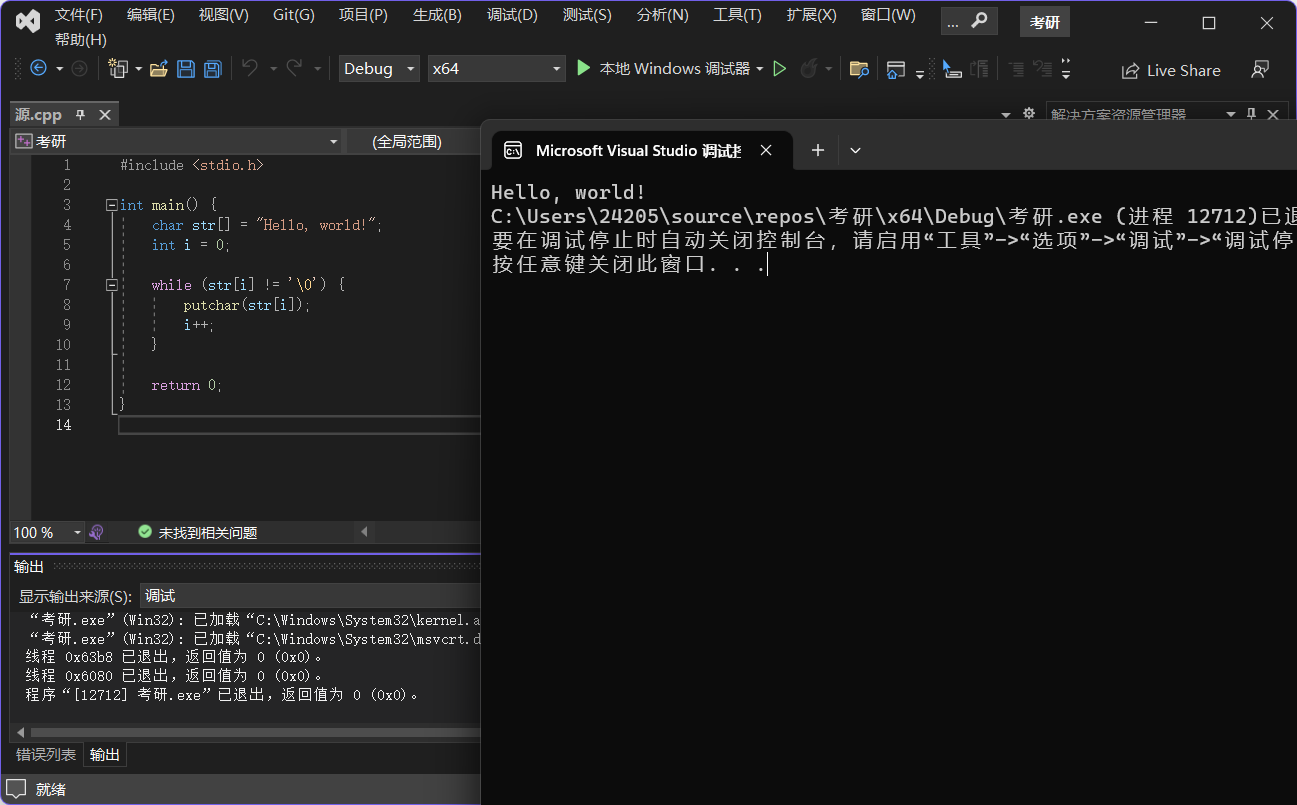 文件(F) 编辑(E) 视图(V) Git(G) 项目(P) 生成(B) 调试(D) 测试(S) 分析(N) 工具(T) 扩展(X) 窗口(W) ... 考研
帮助(H)
Debug x64 本地 Windows 调试器 Live Share
源.cpp
解决方案资源管理器
考研 (全局范围)
1 #include <stdio.h>
2
3 int main() {
4 char str[] = "Hello, world!";
5 int i = 0;
6
7 while (str[i] != '\0') {
8 putchar(str[i]);
9 i++;
10 }
11
12 return 0;
13 }
14
100 % 未找到相关问题
输出
显示输出来源(S): 调试
“考研.exe”(Win32): 已加载“C:\Windows\System32\kernel.a
“考研.exe”(Win32): 已加载“C:\Windows\System32\msvcrt.d
线程 0x63b8 已退出，返回值为 0 (0x0)。
线程 0x6080 已退出，返回值为 0 (0x0)。
程序“[12712] 考研.exe”已退出，返回值为 0 (0x0)。
错误列表 输出
就绪
Microsoft Visual Studio 调试控
Hello, world!
C:\Users\24205\source\repos\考研\x64\Debug\考研.exe (进程 12712)已退
要在调试停止时自动关闭控制台，请启用“工具”->“选项”->“调试”->“调试停
按任意键关闭此窗口. . .